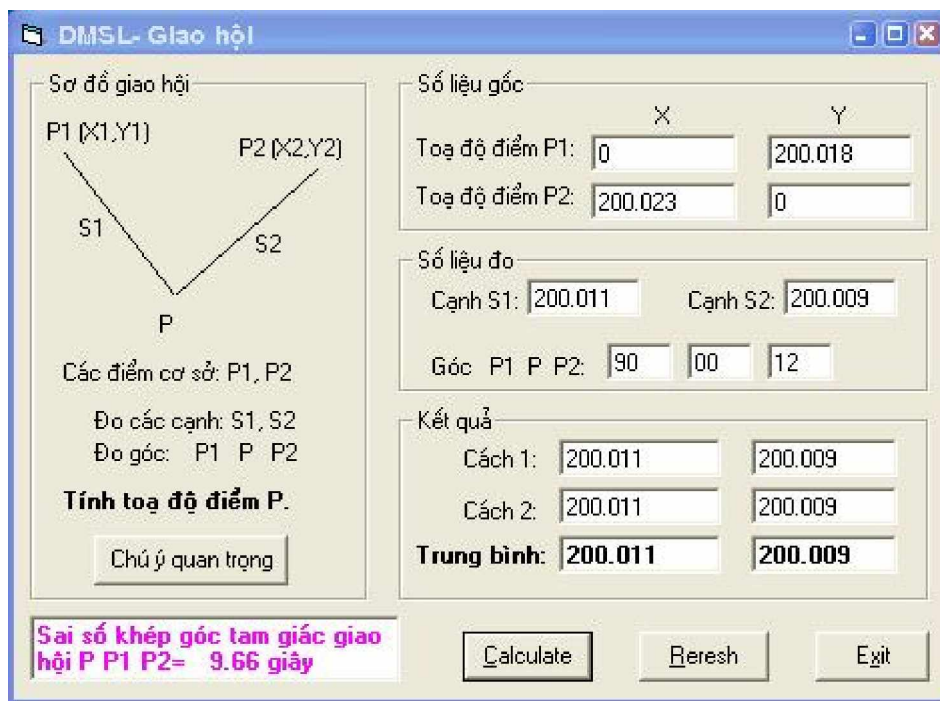 DMSL- Giao hội
Sơ đồ giao hội
P1 (X1,Y1)
P2 (X2,Y2)
S1
S2
P
Các điểm cơ sở: P1, P2
Đo các cạnh: S1, S2
Đo góc: P1 P P2
Tính toạ độ điểm P.
Chú ý quan trọng
Sai số khép góc tam giác giao
hội P P1 P2= 9.66 giây
Số liệu gốc
X Y
Toạ độ điểm P1: 0 200.018
Toạ độ điểm P2: 200.023 0
Số liệu đo
Cạnh S1: 200.011 Cạnh S2: 200.009
Góc P1 P P2: 90 00 12
Kết quả
Cách 1: 200.011 200.009
Cách 2: 200.011 200.009
Trung bình: 200.011 200.009
Calculate Reresh Exit